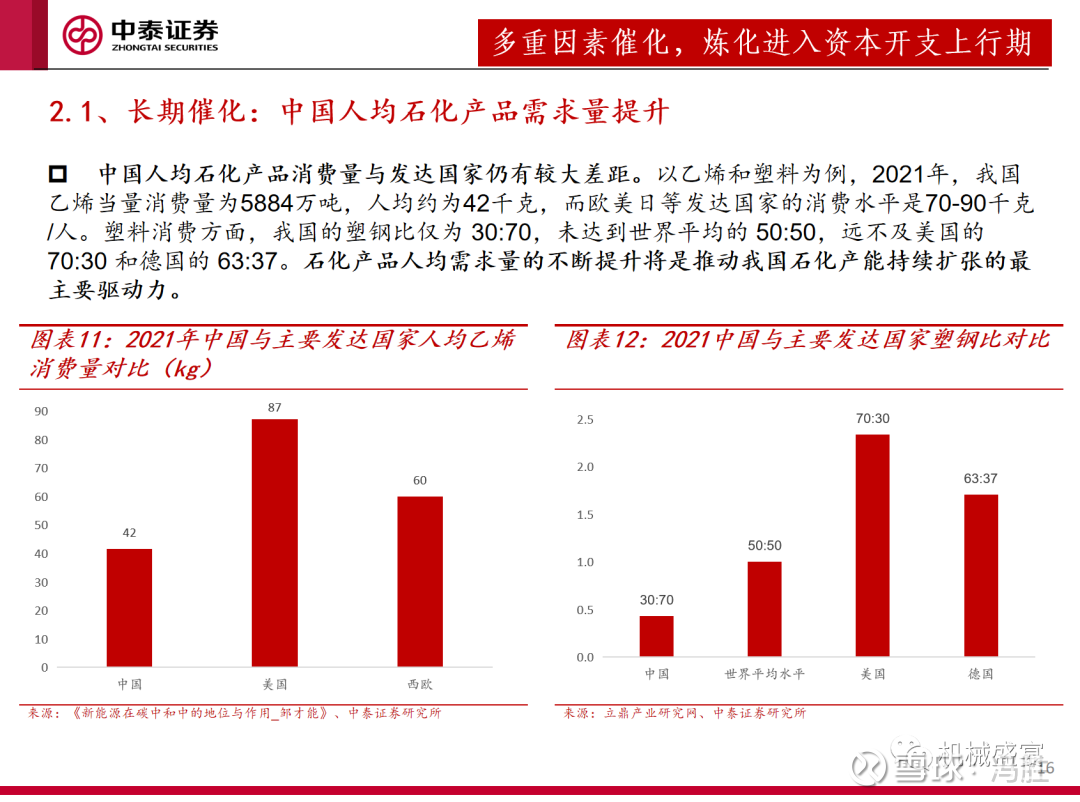 中泰证券
ZHONGTAI SECURITIES
多重因素催化，炼化进入资本开支上行期
2.1、长期催化：中国人均石化产品需求量提升
中国人均石化产品消费量与发达国家仍有较大差距。以乙烯和塑料为例，2021年，我国
乙烯当量消费量为5884万吨，人均约为42千克，而欧美日等发达国家的消费水平是70-90千克
/人。塑料消费方面，我国的塑钢比仅为 30:70，未达到世界平均的 50:50，远不及美国的
70:30 和德国的 63:37。石化产品人均需求量的不断提升将是推动我国石化产能持续扩张的最
主要驱动力。
图表11：2021年中国与主要发达国家人均乙烯
消费量对比（kg）
90
80
70
60
50
40
30
20
10
0
42
87
60
中国
美国
西欧
来源：《新能源在碳中和中的地位与作用_邹才能》、中泰证券研究所
图表12：2021中国与主要发达国家塑钢比对比
2.5
2.0
1.5
1.0
0.5
0.0
30:70
50:50
70:30
63:37
中国
世界平均水平
美国
德国
来源：立鼎产业研究网、中泰证券研究所
机械盛宴
雪球·冯胜
16